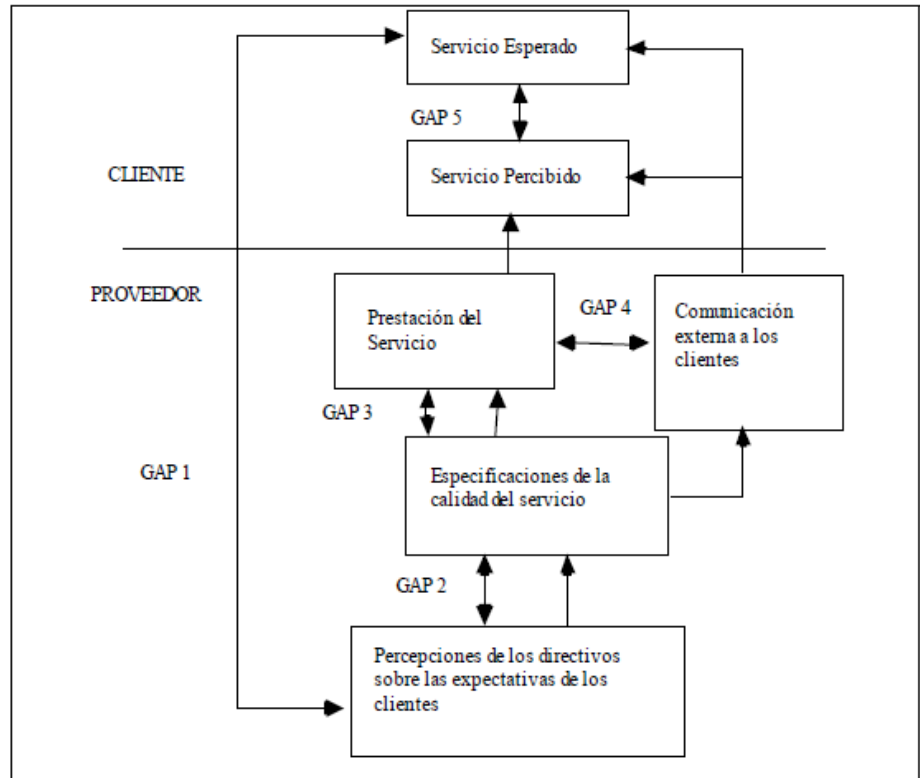 Servicio Esperado
GAP 5
CLIENTE
Servicio Percibido
PROVEEDOR
Prestación del
Servicio
GAP 4
Comunicación
externa a los
clientes
GAP 3
GAP 1
Especificaciones de la
calidad del servicio
GAP 2
Percepciones de los directivos
sobre las expectativas de los
clientes